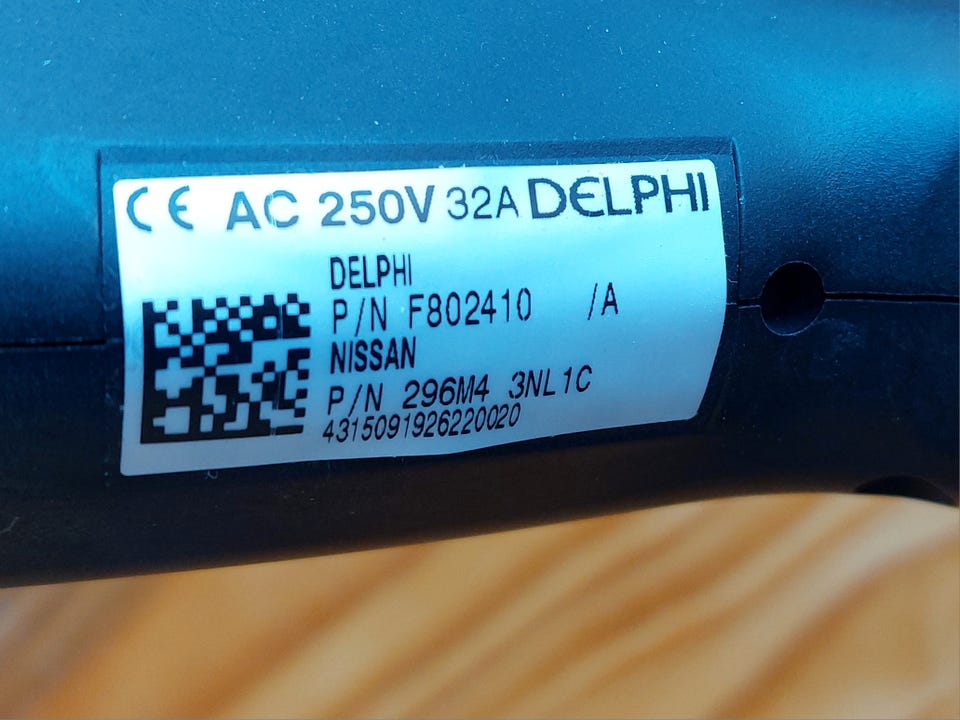 CE AC 250V 32A DELPHI
DELPHI
P/N F802410 /A
NISSAN
P/N 296M4 3NL1C
4315091926220020